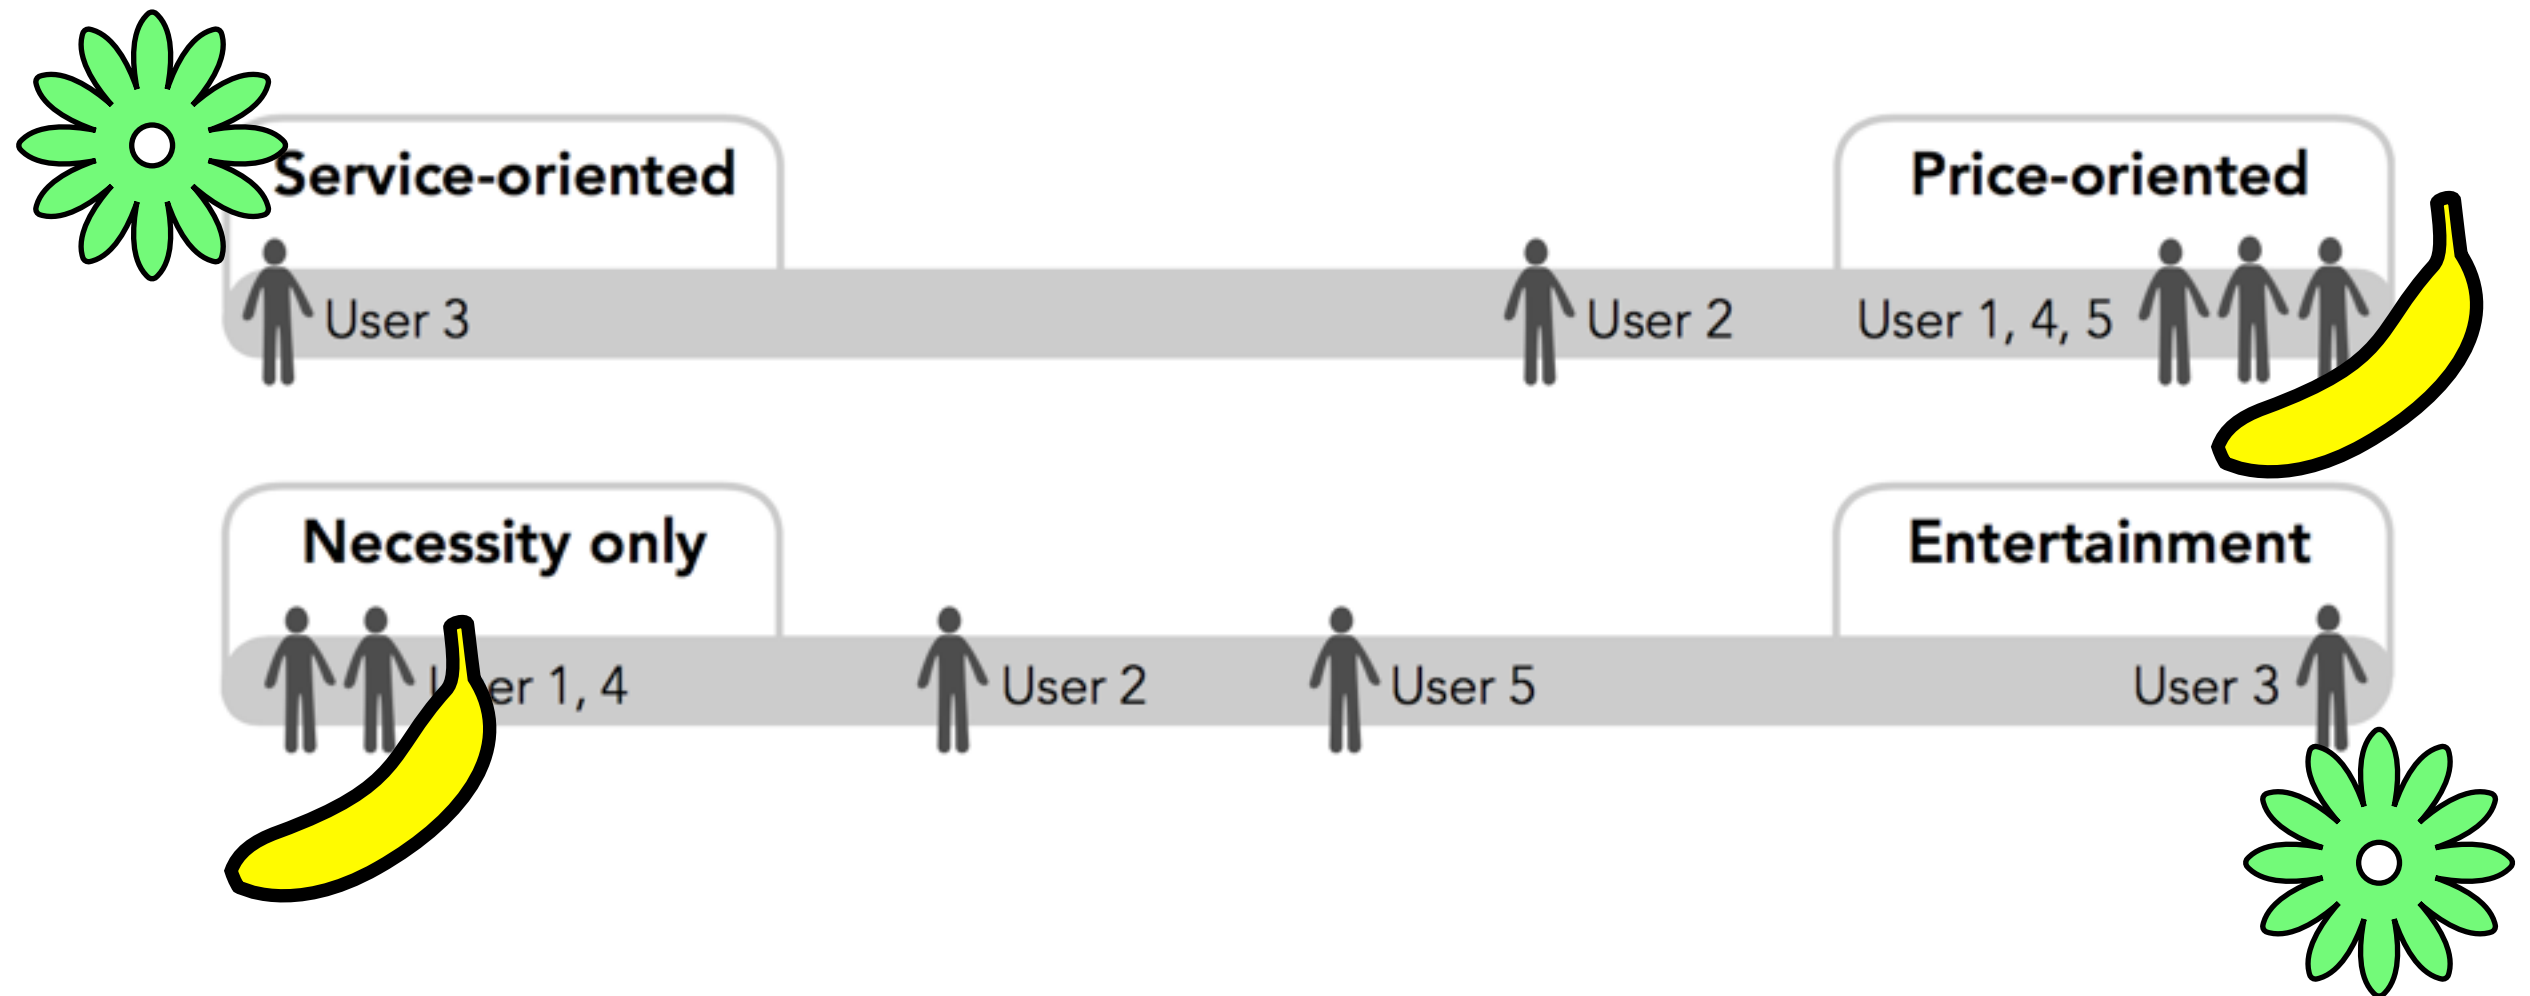 Service-oriented
Price-oriented
User 3
User 2
User 1, 4, 5
Necessity only
Entertainment
1, 4
User 2
User 5
User 3